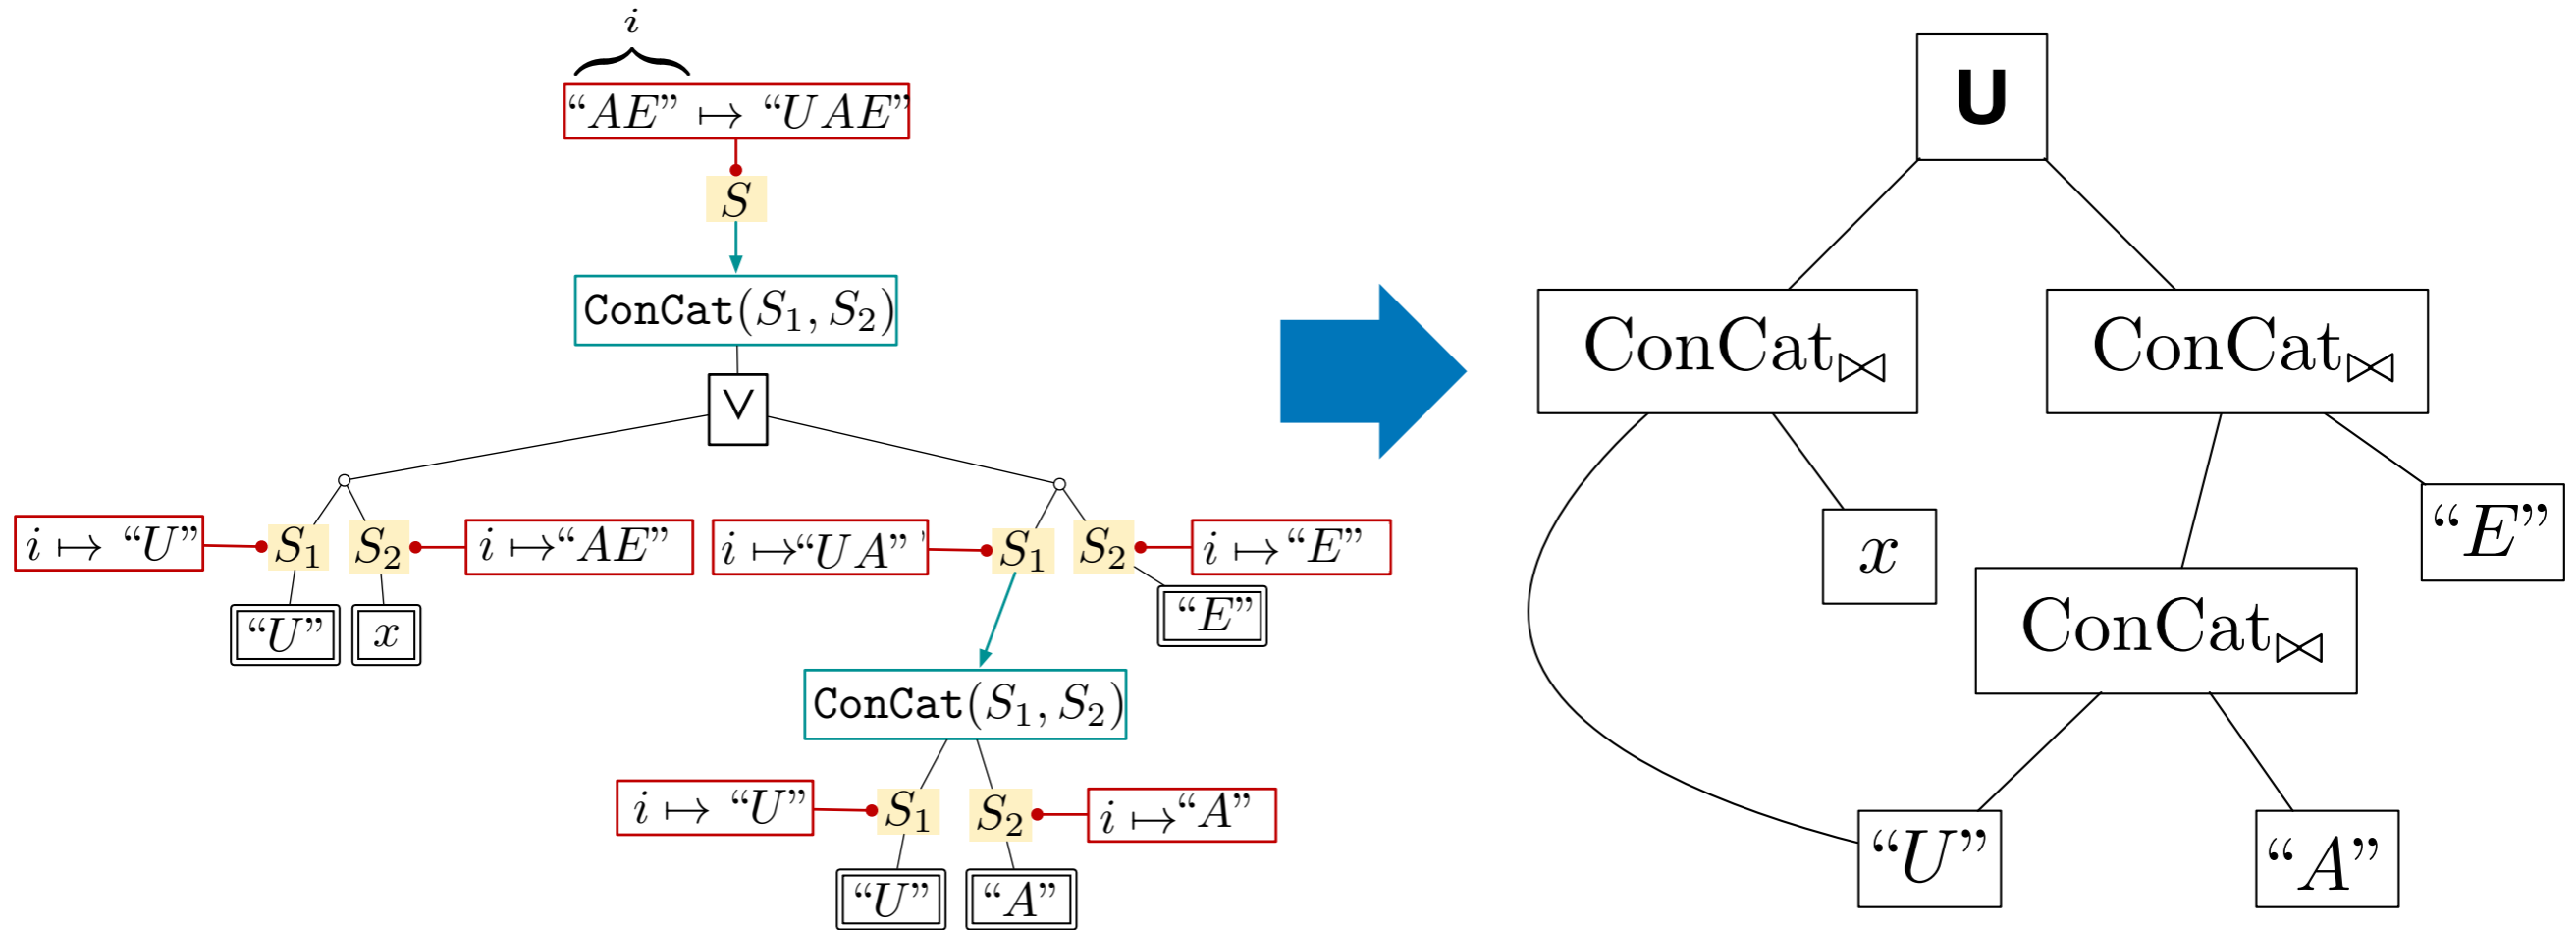 i
“AE” ↦ “UAE”
S
ConCat(S₁, S₂)
∨
i ↦ “U”
S₁
S₂
i ↦“AE”
i ↦“UA” ’
S₁
S₂
i ↦ “E”
“U”
x
“E”
ConCat(S₁, S₂)
i ↦ “U”
S₁
S₂
i ↦“A”
“U”
“A”
U
ConCat⋈
ConCat⋈
x
“E”
ConCat⋈
“U”
“A”